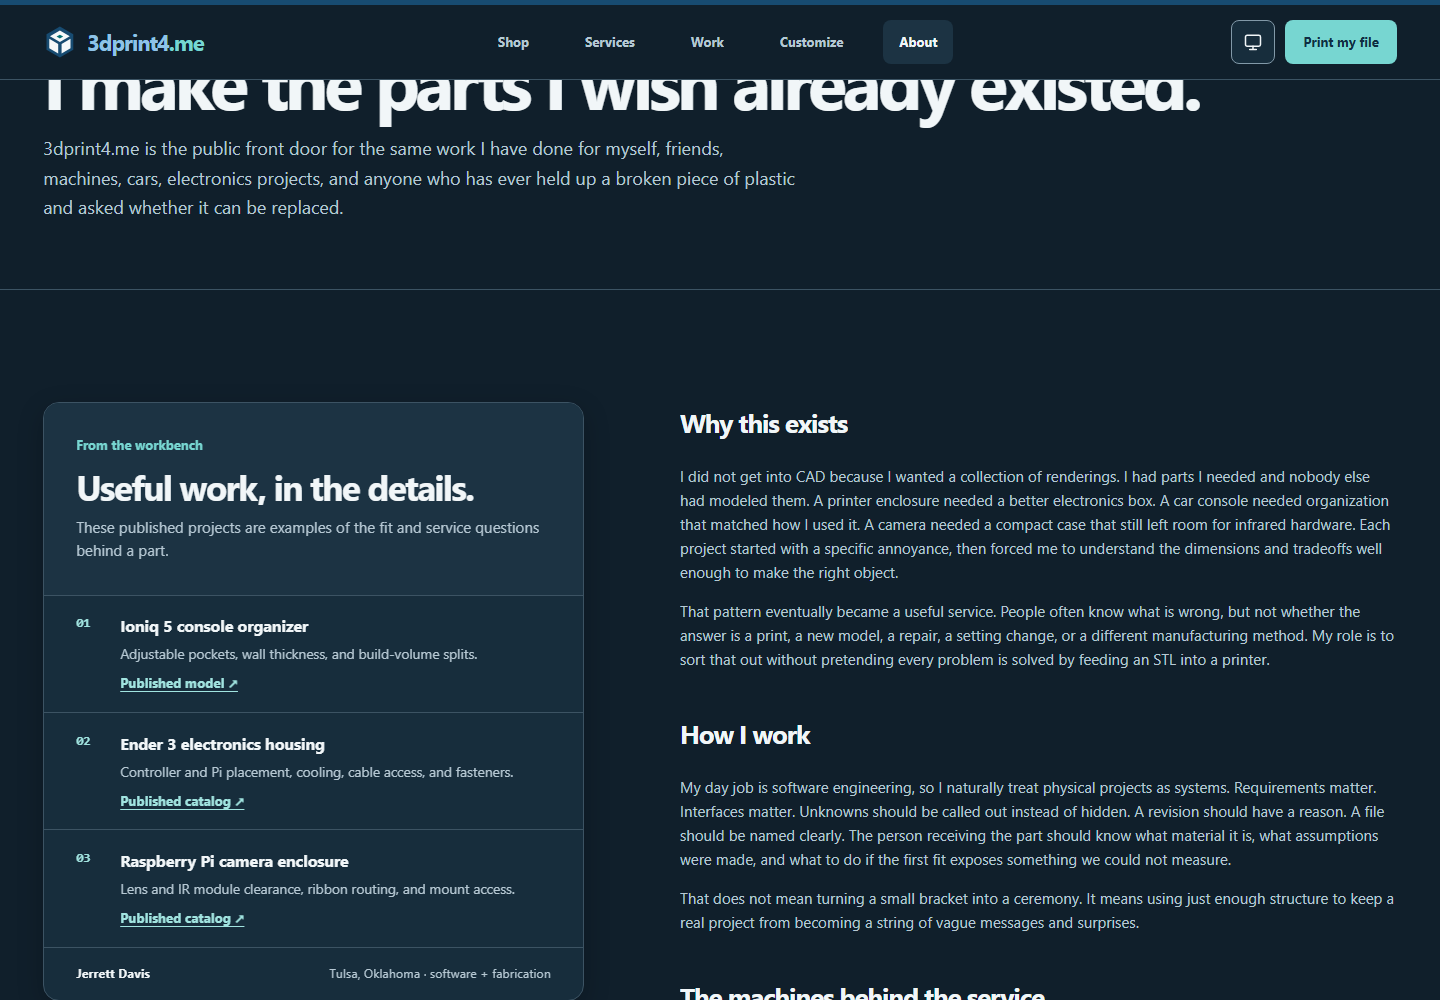 3dprint4.me
Shop
Services
Work
Customize
About
Print my file
I make the parts I wish already existed.
3dprint4.me is the public front door for the same work I have done for myself, friends,
machines, cars, electronics projects, and anyone who has ever held up a broken piece of plastic
and asked whether it can be replaced.
From the workbench
Useful work, in the details.
These published projects are examples of the fit and service questions
behind a part.
01
Ioniq 5 console organizer
Adjustable pockets, wall thickness, and build-volume splits.
Published model ↗
02
Ender 3 electronics housing
Controller and Pi placement, cooling, cable access, and fasteners.
Published catalog ↗
03
Raspberry Pi camera enclosure
Lens and IR module clearance, ribbon routing, and mount access.
Published catalog ↗
Jerrett Davis
Tulsa, Oklahoma · software + fabrication
Why this exists
I did not get into CAD because I wanted a collection of renderings. I had parts I needed and nobody else
had modeled them. A printer enclosure needed a better electronics box. A car console needed organization
that matched how I used it. A camera needed a compact case that still left room for infrared hardware. Each
project started with a specific annoyance, then forced me to understand the dimensions and tradeoffs well
enough to make the right object.
That pattern eventually became a useful service. People often know what is wrong, but not whether the
answer is a print, a new model, a repair, a setting change, or a different manufacturing method. My role is to
sort that out without pretending every problem is solved by feeding an STL into a printer.
How I work
My day job is software engineering, so I naturally treat physical projects as systems. Requirements matter.
Interfaces matter. Unknowns should be called out instead of hidden. A revision should have a reason. A file
should be named clearly. The person receiving the part should know what material it is, what assumptions
were made, and what to do if the first fit exposes something we could not measure.
That does not mean turning a small bracket into a ceremony. It means using just enough structure to keep a
real project from becoming a string of vague messages and surprises.
The machines behind the service